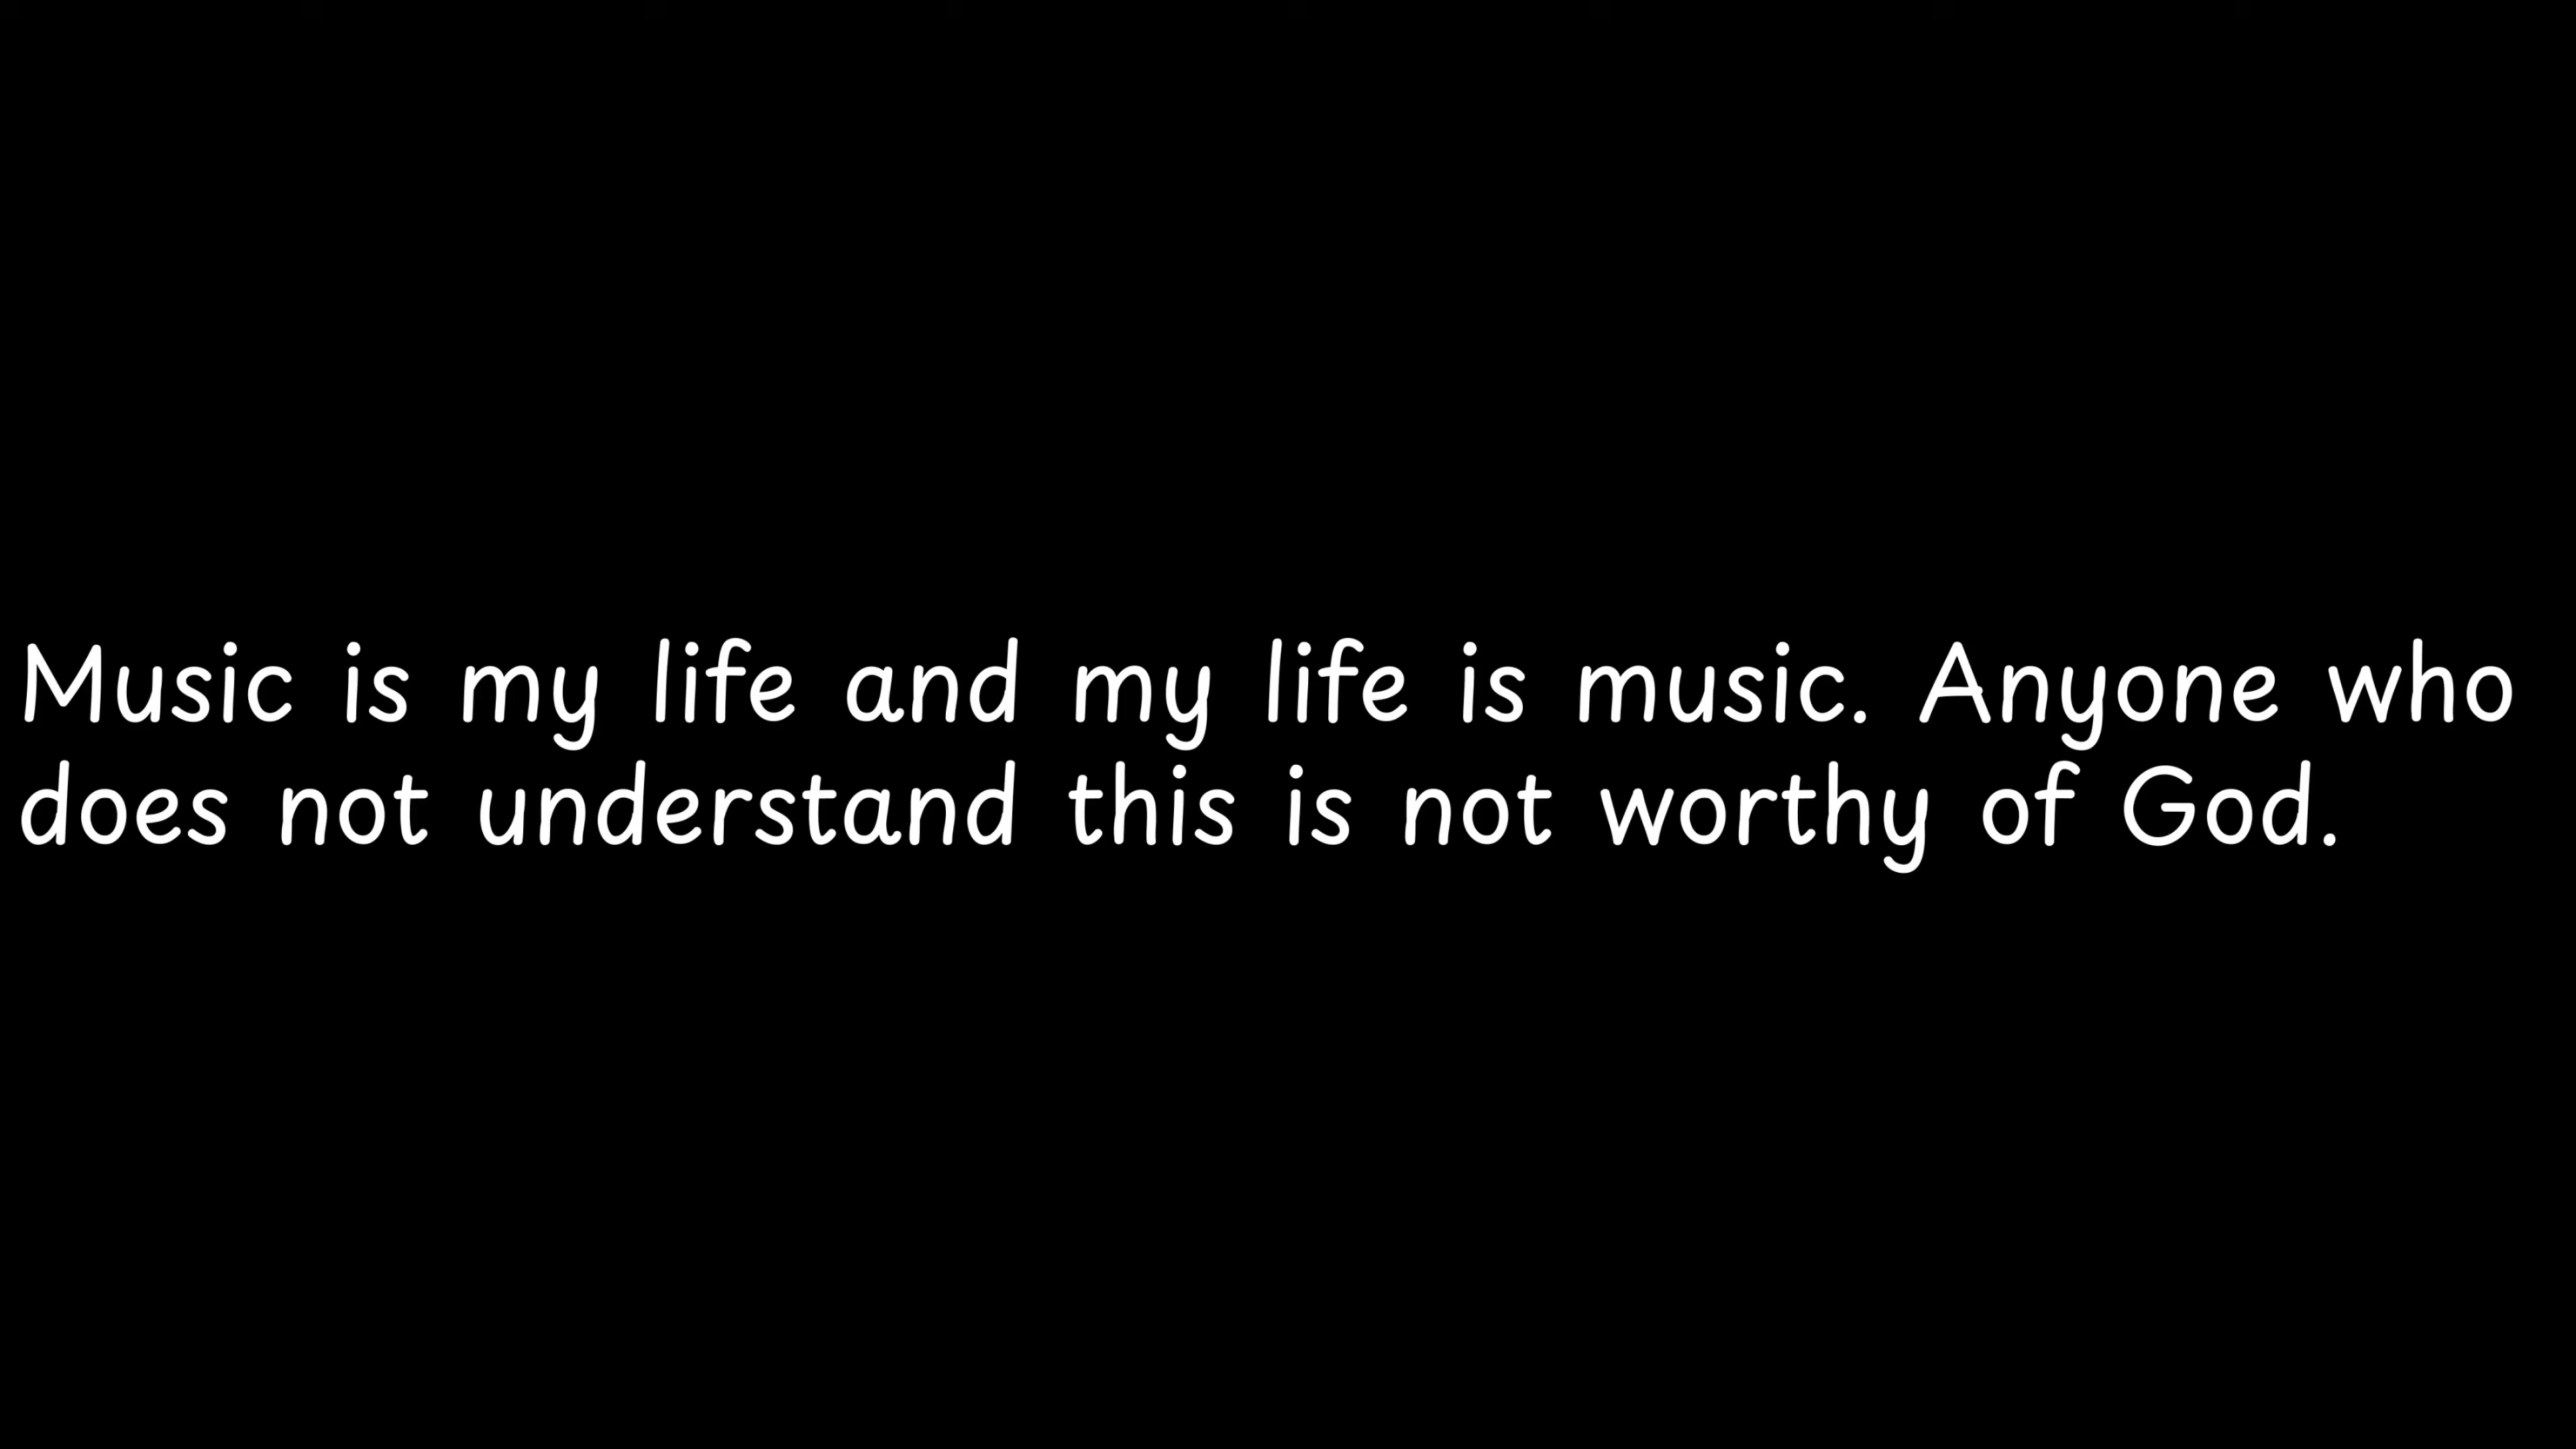 Music is my life and my life is music. Anyone who
does not understand this is not worthy of God.